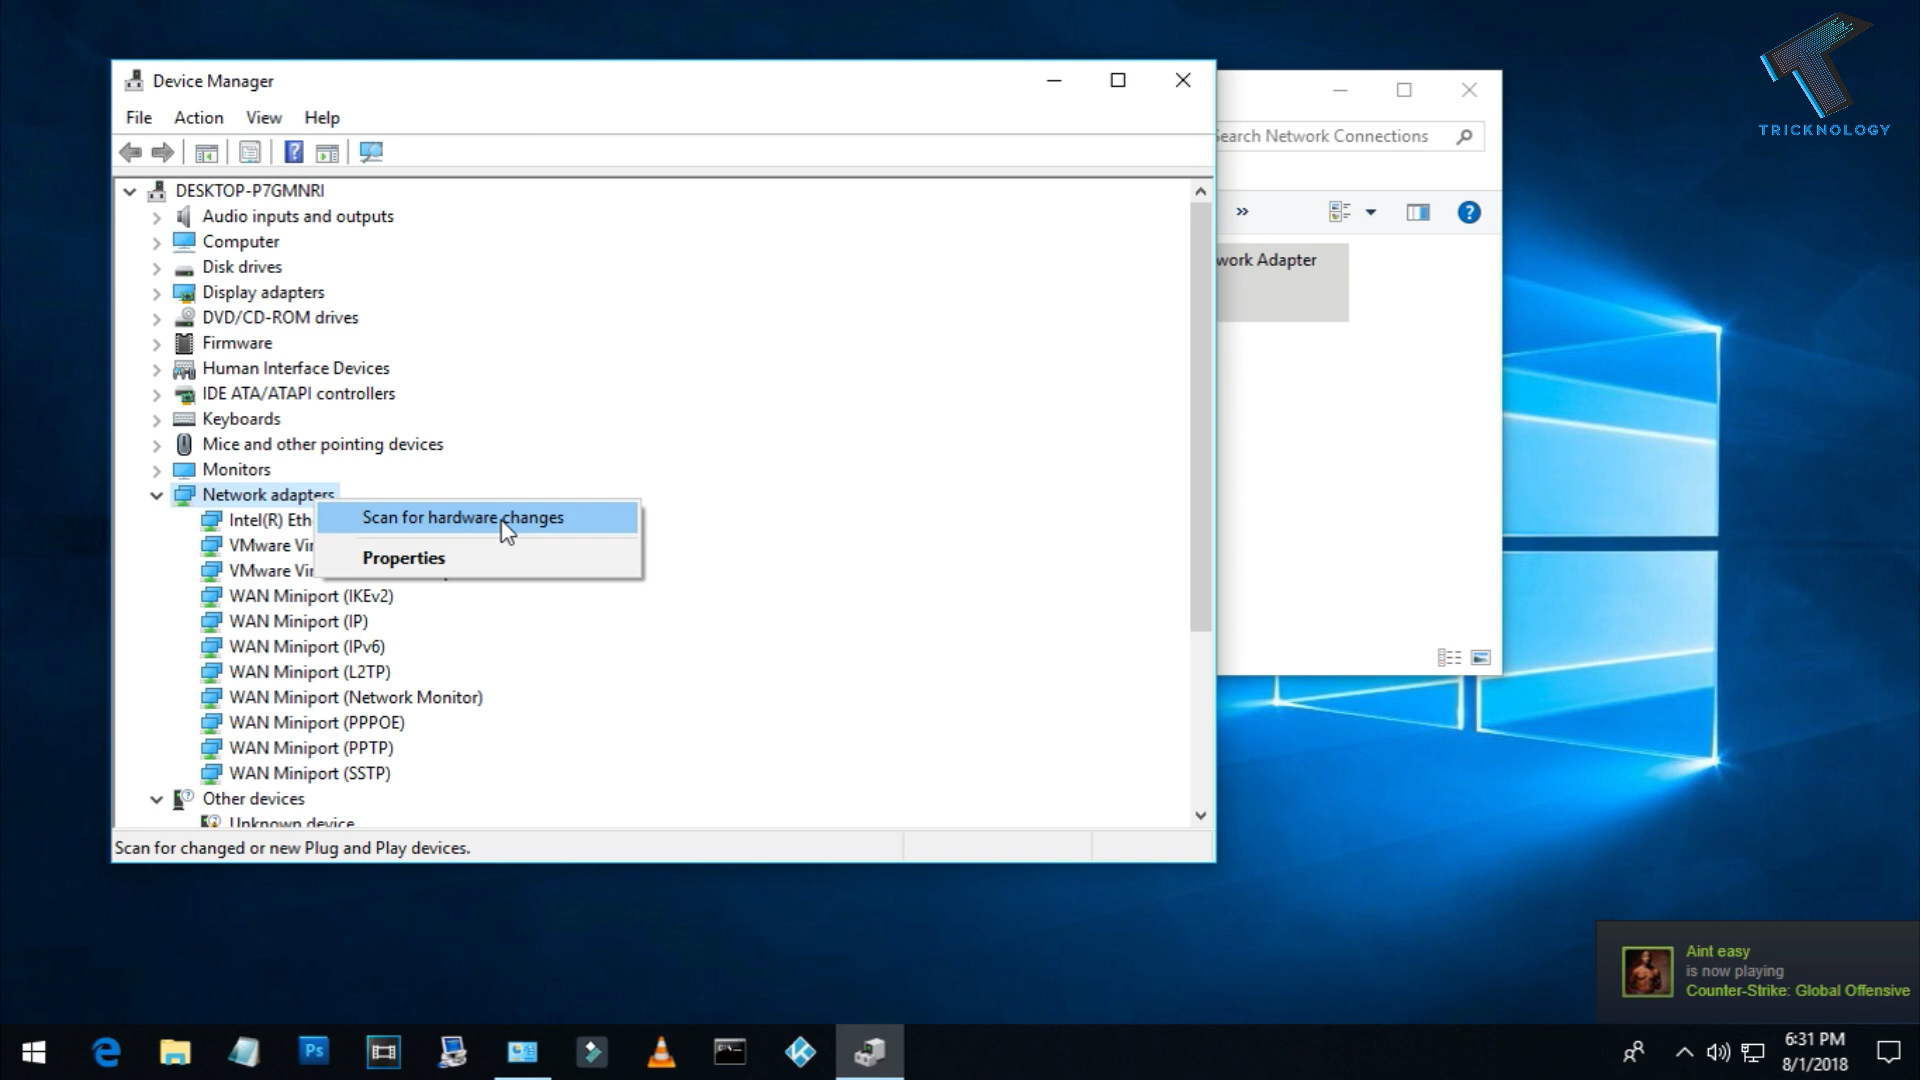 Device Manager
File Action View Help
DESKTOP-P7GMNRI
Audio inputs and outputs
Computer
Disk drives
Display adapters
DVD/CD-ROM drives
Firmware
Human Interface Devices
IDE ATA/ATAPI controllers
Keyboards
Mice and other pointing devices
Monitors
Network adapters
Intel(R) Eth
VMware Vir
VMware Vir
Scan for hardware changes
Properties
WAN Miniport (IKEv2)
WAN Miniport (IP)
WAN Miniport (IPv6)
WAN Miniport (L2TP)
WAN Miniport (Network Monitor)
WAN Miniport (PPPOE)
WAN Miniport (PPTP)
WAN Miniport (SSTP)
Other devices
Unknown device
Scan for changed or new Plug and Play devices.
Search Network Connections
work Adapter
TRICKNOLOGY
Aint easy
is now playing
Counter-Strike: Global Offensive
Ps
6:31 PM
8/1/2018